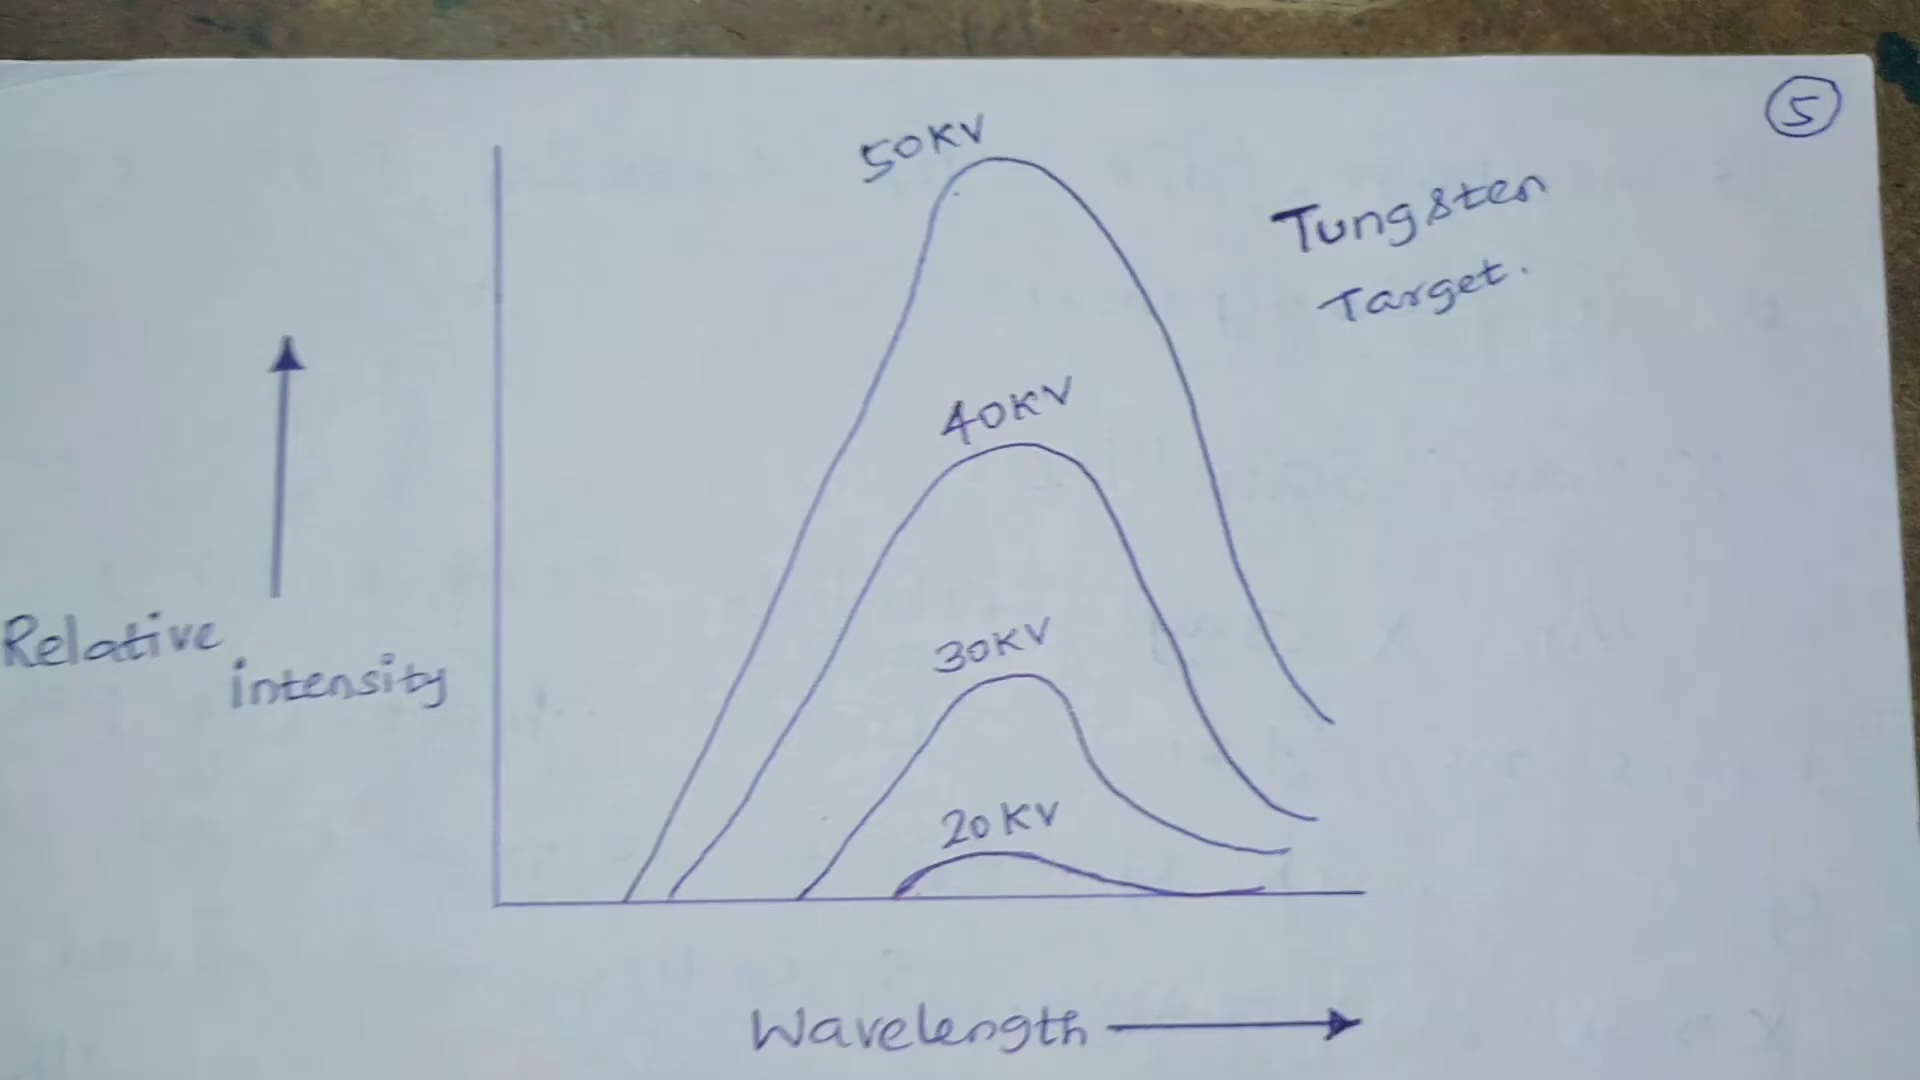 5
50KV
Tungsten
Target.
40KV
30KV
20KV
Relative
intensity
Wavelength